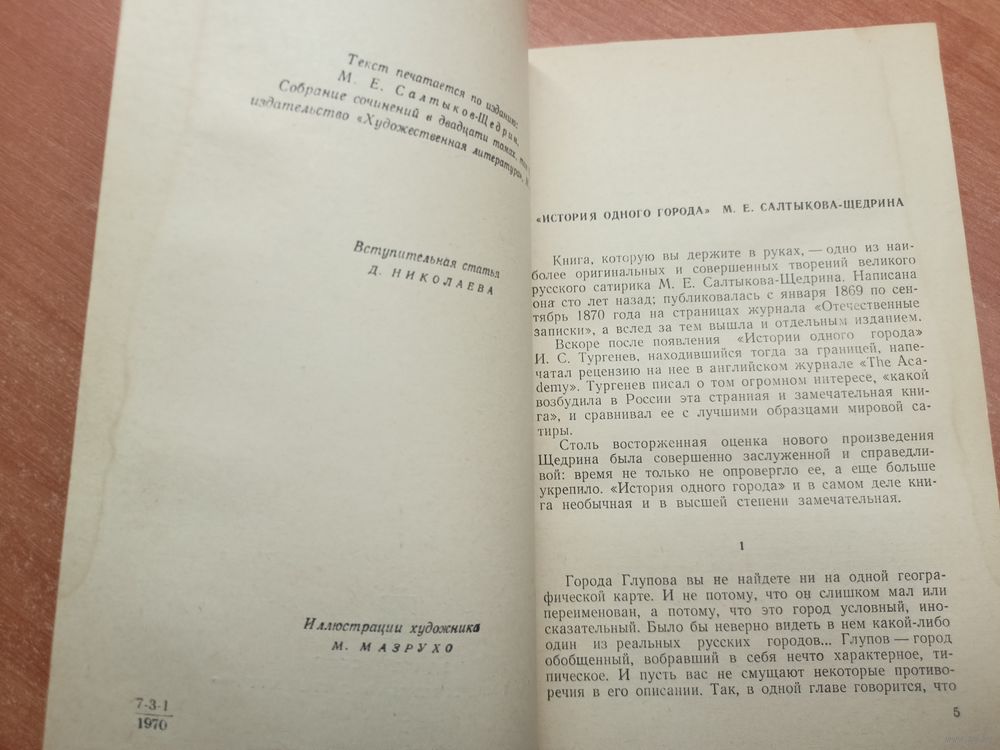 Текст печатается по изданию:
М. Е. Салтыков-Щедрин.
Собрание сочинений в двадцати томах,
издательство «Художественная литература»,
Вступительная статья
Д. НИКОЛАЕВА
Иллюстрации художника
М. МАЗРУХО
7-3-1
1970
«ИСТОРИЯ ОДНОГО ГОРОДА» М. Е. САЛТЫКОВА-ЩЕДРИНА
Книга, которую вы держите в руках, — одно из наи-
более оригинальных и совершенных творений великого
русского сатирика М. Е. Салтыкова-Щедрина. Написана
она сто лет назад; публиковалась с января 1869 по сен-
тябрь 1870 года на страницах журнала «Отечественные
записки», а вслед за тем вышла и отдельным изданием.
Вскоре после появления «Истории одного города»
И. С. Тургенев, находившийся тогда за границей, напе-
чатал рецензию на нее в английском журнале «The Aca-
demy». Тургенев писал о том огромном интересе, «какой
возбудила в России эта странная и замечательная кни-
га», и сравнивал ее с лучшими образцами мировой са-
тиры.
Столь восторженная оценка нового произведения
Щедрина была совершенно заслуженной и справедли-
вой: время не только не опровергло ее, а еще больше
укрепило. «История одного города» и в самом деле кни-
га необычная и в высшей степени замечательная.
1
Города Глупова вы не найдете ни на одной геогра-
фической карте. И не потому, что он слишком мал или
переименован, а потому, что это город условный, ино-
сказательный. Было бы неверно видеть в нем какой-либо
один из реальных русских городов... Глупов — город
обобщенный, вобравший в себя нечто характерное, ти-
пическое. И пусть вас не смущают некоторые противо-
речия в его описании. Так, в одной главе говорится, что
5